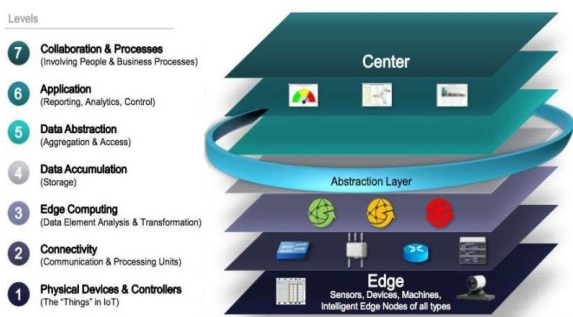 Levels
7
Collaboration & Processes
(Involving People & Business Processes)
6
Application
(Reporting, Analytics, Control)
5
Data Abstraction
(Aggregation & Access)
4
Data Accumulation
(Storage)
3
Edge Computing
(Data Element Analysis & Transformation)
2
Connectivity
(Communication & Processing Units)
1
Physical Devices & Controllers
(The "Things" in IoT)
Center
Abstraction Layer
Edge
Sensors, Devices, Machines,
Intelligent Edge Nodes of all types